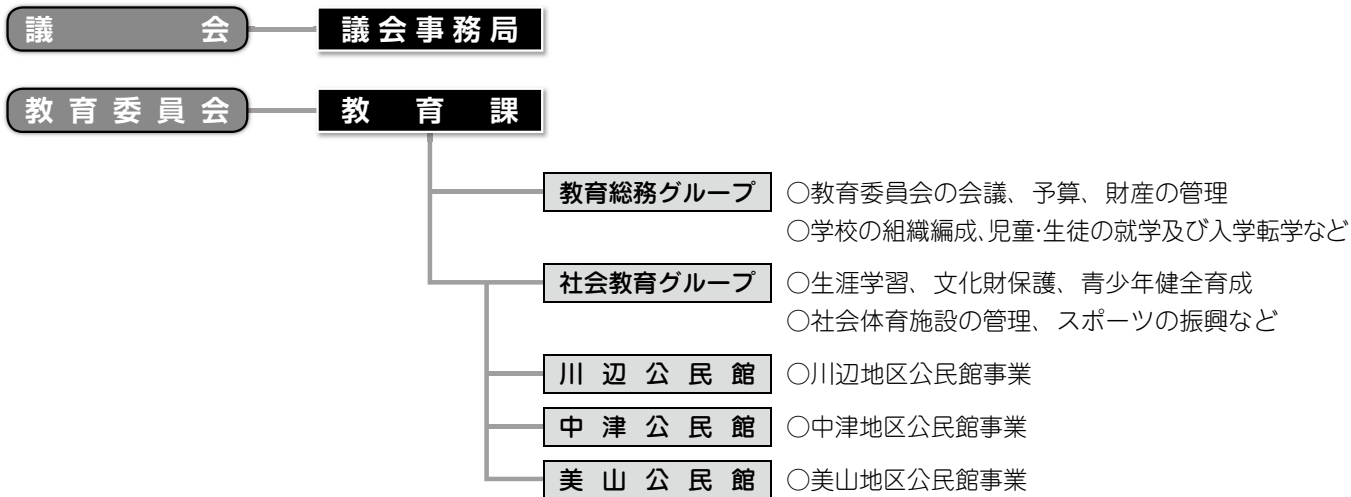 議会 議会事務局
教育委員会 教育課
教育総務グループ ○教育委員会の会議、予算、財産の管理
○学校の組織編成、児童・生徒の就学及び入学転学など
社会教育グループ ○生涯学習、文化財保護、青少年健全育成
○社会体育施設の管理、スポーツの振興など
川辺公民館 ○川辺地区公民館事業
中津公民館 ○中津地区公民館事業
美山公民館 ○美山地区公民館事業